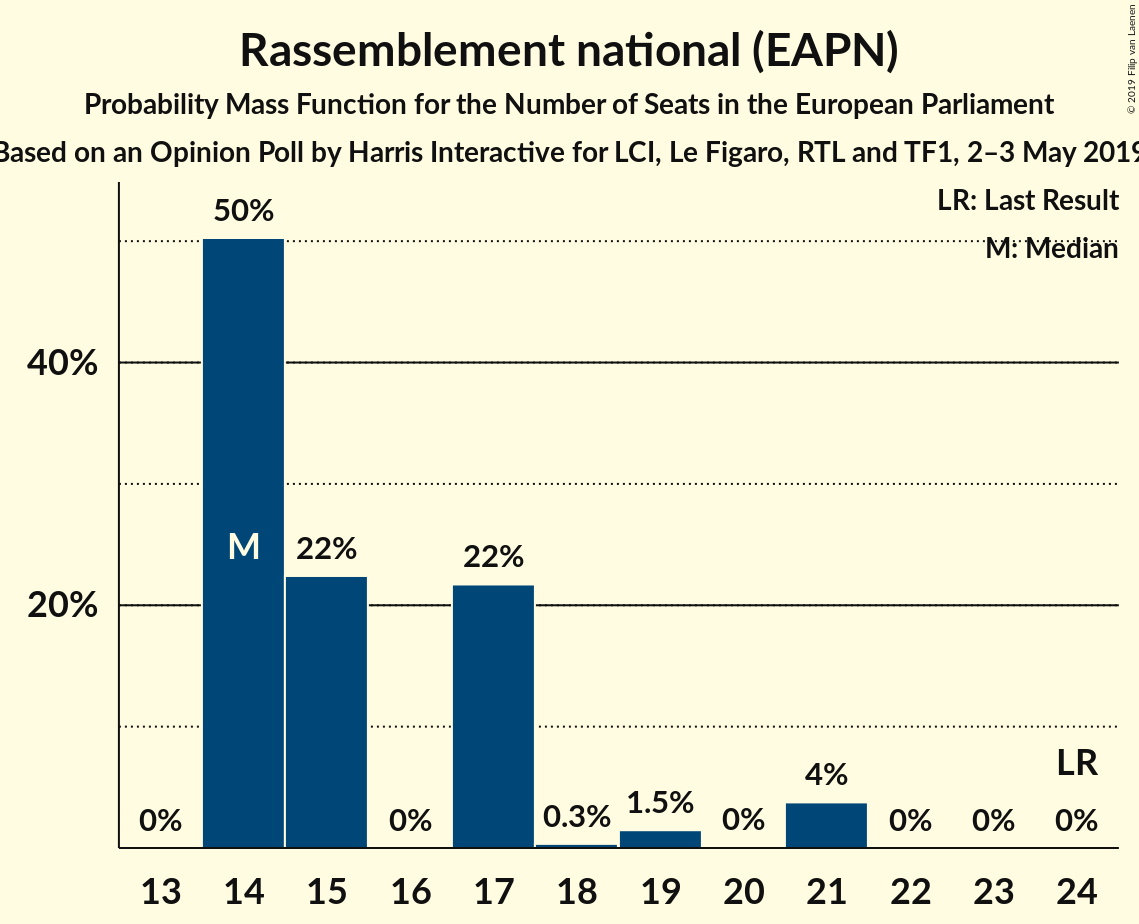 Rassemblement national (EAPN)
Probability Mass Function for the Number of Seats in the European Parliament
Based on an Opinion Poll by Harris Interactive for LCI, Le Figaro, RTL and TF1, 2–3 May 2019
© 2019 Filip van Laenen
LR: Last Result
M: Median
40%
20%
50%
M
22%
22%
0%
0%
0.3%
1.5%
0%
4%
0%
0%
LR
0%
13 14 15 16 17 18 19 20 21 22 23 24